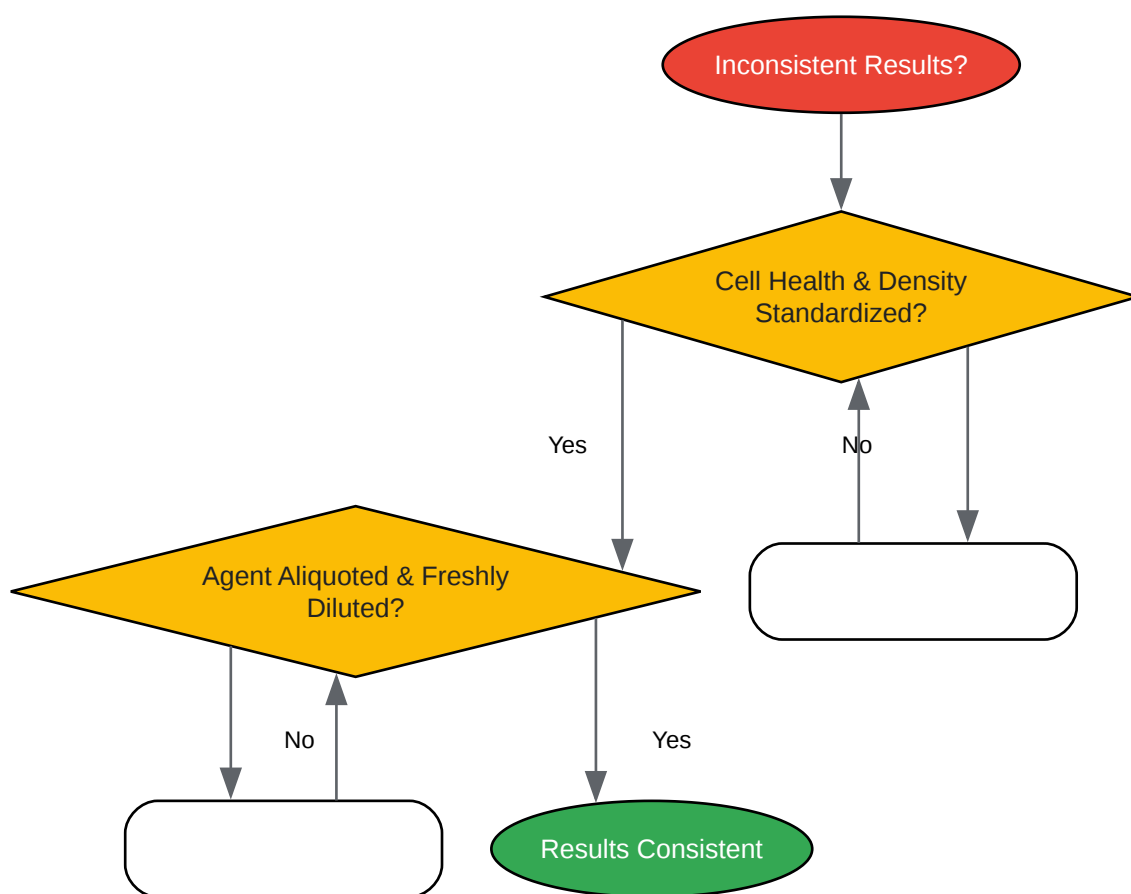 Inconsistent Results?
Cell Health & Density
Standardized?
Yes
No
Agent Aliquoted & Freshly
Diluted?
No
Yes
Results Consistent